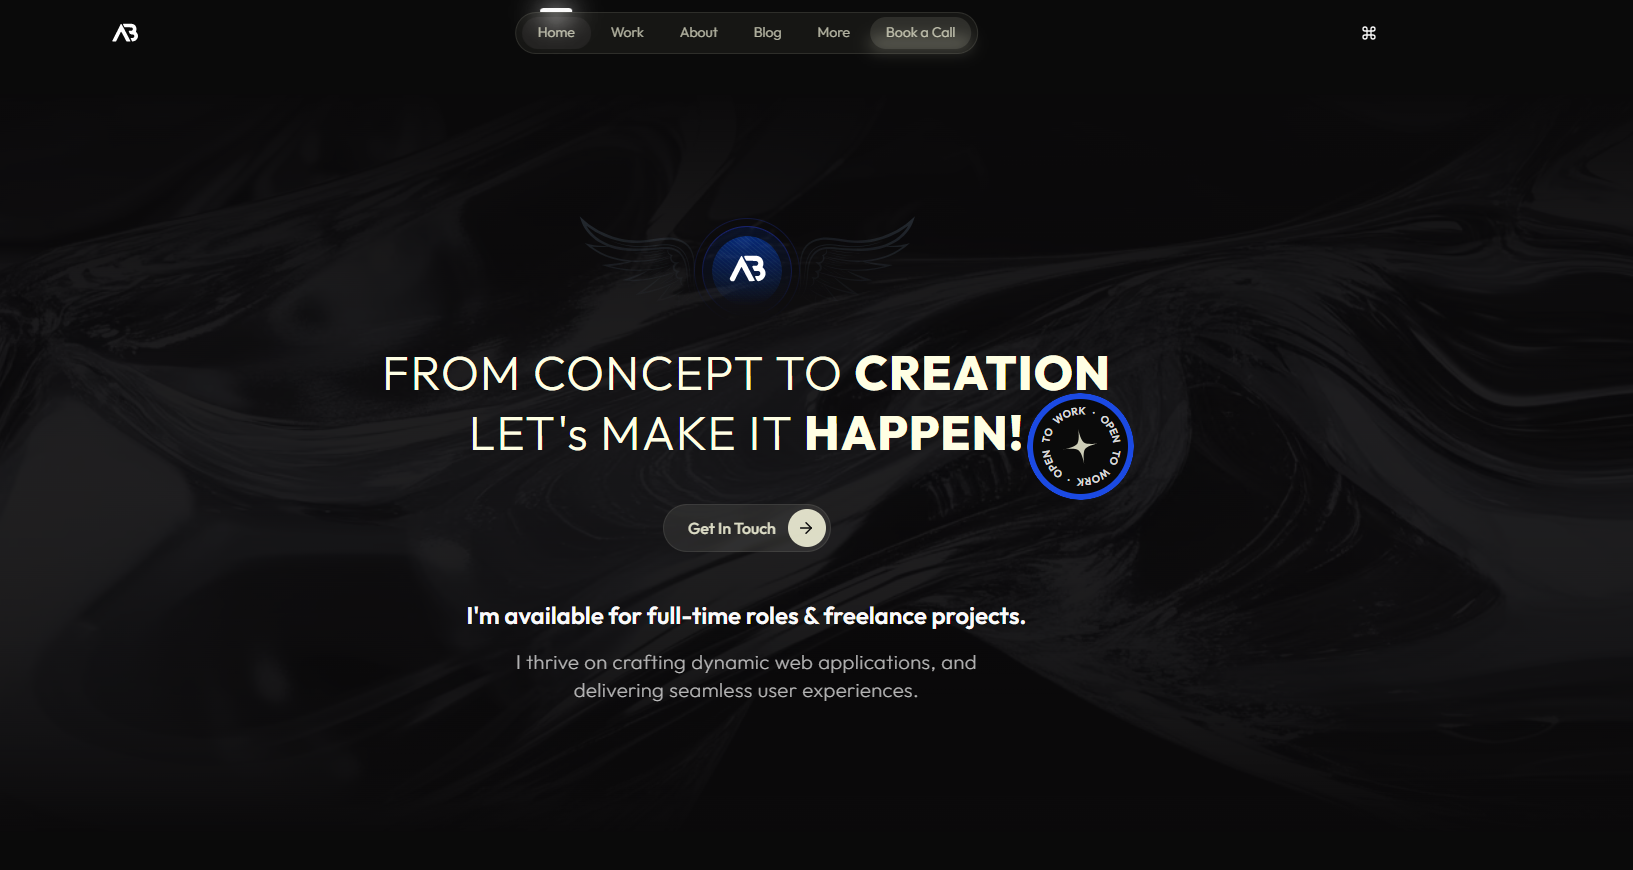 AB
Home Work About Blog More Book a Call
⌘
AB
FROM CONCEPT TO CREATION
LET's MAKE IT HAPPEN!
OPEN TO WORK · OPEN TO WORK ·
Get In Touch
I'm available for full-time roles & freelance projects.
I thrive on crafting dynamic web applications, and
delivering seamless user experiences.